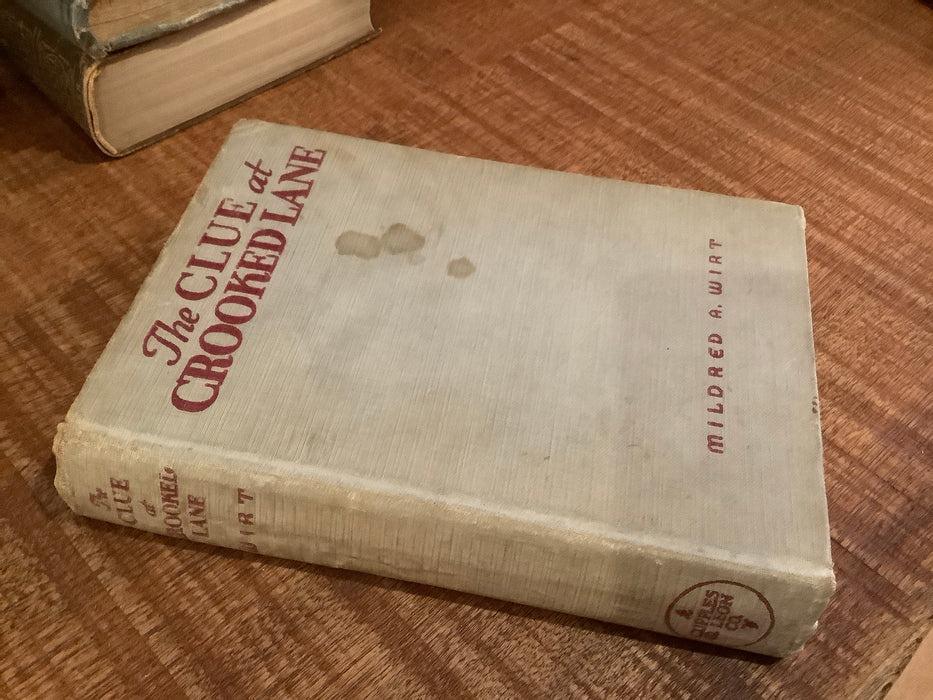 The CLUE at
CROOKED LANE
MILDRED A. WIRT
The
CLUE
at
CROOKED
LANE
WIRT
CUPPLES
& LEON
CO.